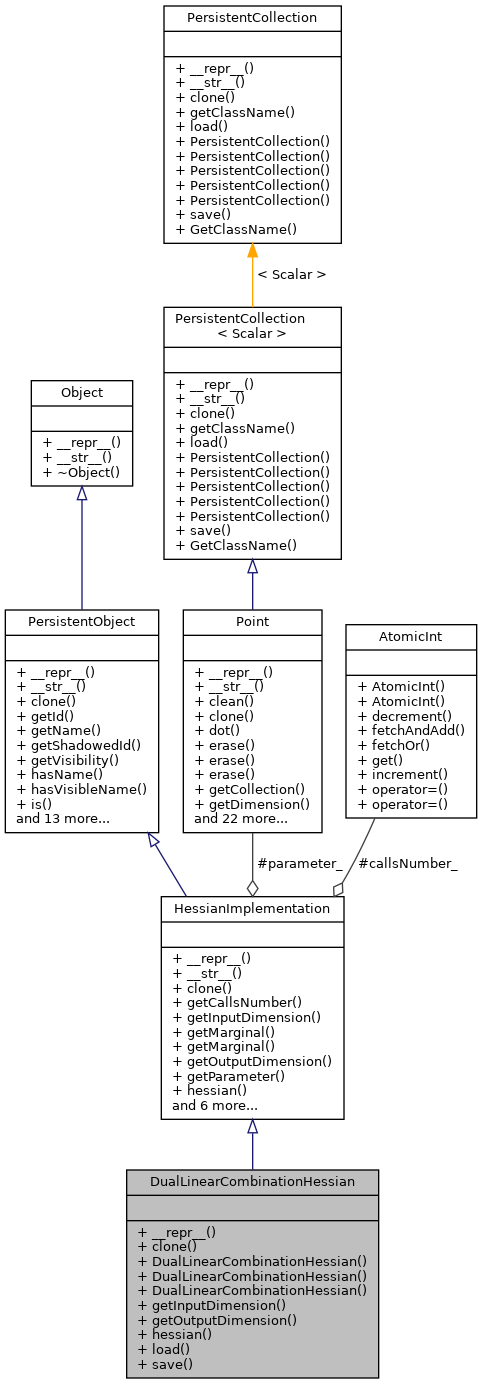 PersistentCollection
+ __repr__()
+ __str__()
+ clone()
+ getClassName()
+ load()
+ PersistentCollection()
+ PersistentCollection()
+ PersistentCollection()
+ PersistentCollection()
+ PersistentCollection()
+ save()
+ GetClassName()
< Scalar >
PersistentCollection
< Scalar >
+ __repr__()
+ __str__()
+ clone()
+ getClassName()
+ load()
+ PersistentCollection()
+ PersistentCollection()
+ PersistentCollection()
+ PersistentCollection()
+ PersistentCollection()
+ save()
+ GetClassName()
Object
+ __repr__()
+ __str__()
+ ~Object()
PersistentObject
+ __repr__()
+ __str__()
+ clone()
+ getId()
+ getName()
+ getShadowedId()
+ getVisibility()
+ hasName()
+ hasVisibleName()
+ is()
and 13 more...
Point
+ __repr__()
+ __str__()
+ clean()
+ clone()
+ dot()
+ erase()
+ erase()
+ erase()
+ getCollection()
+ getDimension()
and 22 more...
AtomicInt
+ AtomicInt()
+ AtomicInt()
+ decrement()
+ fetchAndAdd()
+ fetchOr()
+ get()
+ increment()
+ operator=()
+ operator=()
#parameter_
#callsNumber_
HessianImplementation
+ __repr__()
+ __str__()
+ clone()
+ getCallsNumber()
+ getInputDimension()
+ getMarginal()
+ getMarginal()
+ getOutputDimension()
+ getParameter()
+ hessian()
and 6 more...
DualLinearCombinationHessian
+ __repr__()
+ clone()
+ DualLinearCombinationHessian()
+ DualLinearCombinationHessian()
+ DualLinearCombinationHessian()
+ getInputDimension()
+ getOutputDimension()
+ hessian()
+ load()
+ save()